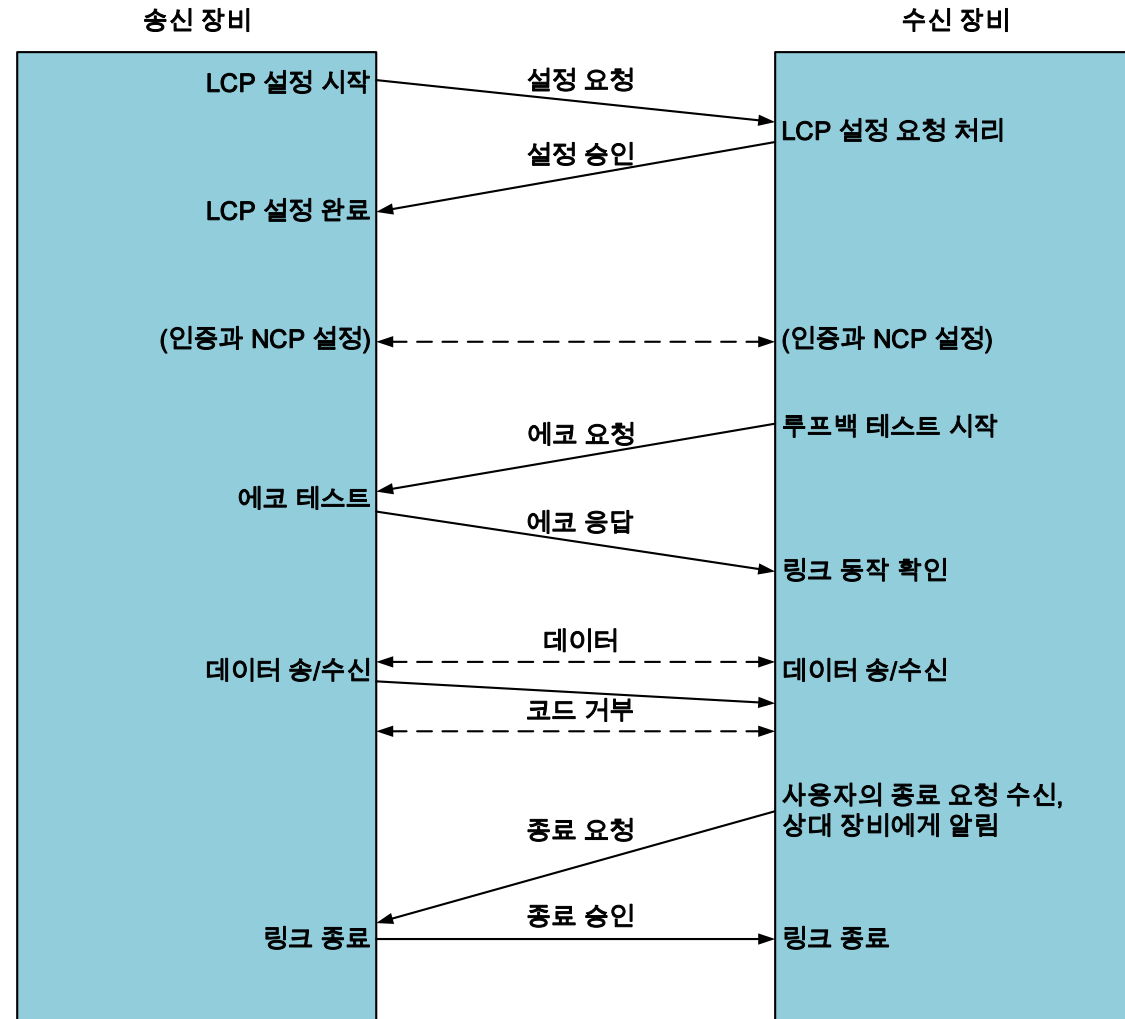 송신 장비
수신 장비
LCP 설정 시작
설정 요청
LCP 설정 요청 처리
설정 승인
LCP 설정 완료
(인증과 NCP 설정)
(인증과 NCP 설정)
루프백 테스트 시작
에코 요청
에코 테스트
에코 응답
링크 동작 확인
데이터
데이터 송/수신
데이터 송/수신
코드 거부
사용자의 종료 요청 수신,
상대 장비에게 알림
종료 요청
종료 승인
링크 종료
링크 종료